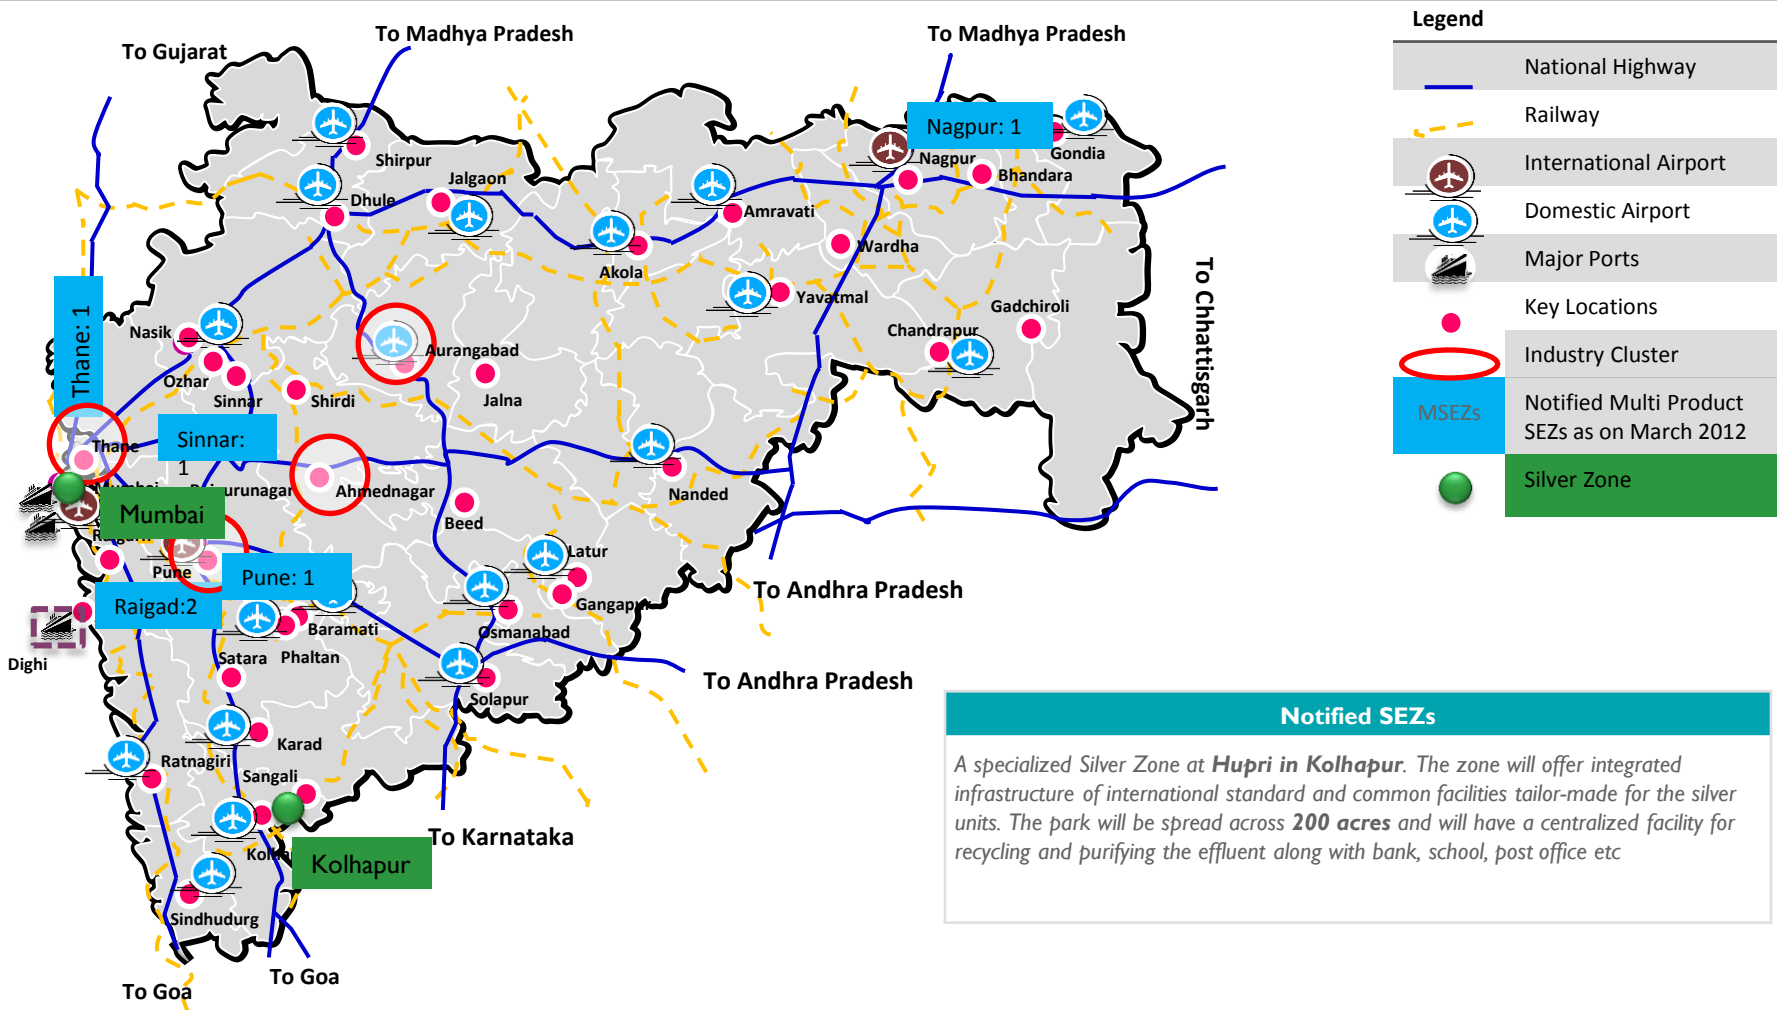 To Gujarat
To Madhya Pradesh
To Madhya Pradesh
Shirpur
Dhule
Jalgaon
Nagpur: 1
Nagpur
Gondia
Bhandara
Amravati
Akola
Wardha
Yavatmal
Gadchiroli
Chandrapur
To Chhattisgarh
Nasik
Ozhar
Sinnar
Shirdi
Aurangabad
Jalna
Thane: 1
Thane
Sinnar:
1
Mumbai
Ahmednagar
Beed
Nanded
Mumbai
Pune
Pune: 1
Raigad:2
Latur
Gangapur
Osmanabad
Baramati
Dighi
Satara
Phaltan
Solapur
To Andhra Pradesh
To Andhra Pradesh
Karad
Ratnagiri
Sangali
Kolhapur
To Karnataka
Sindhudurg
To Goa
To Goa
Legend
National Highway
Railway
International Airport
Domestic Airport
Major Ports
Key Locations
Industry Cluster
MSEZs
Notified Multi Product
SEZs as on March 2012
Silver Zone
Notified SEZs
A specialized Silver Zone at Hupri in Kolhapur. The zone will offer integrated
infrastructure of international standard and common facilities tailor-made for the silver
units. The park will be spread across 200 acres and will have a centralized facility for
recycling and purifying the effluent along with bank, school, post office etc